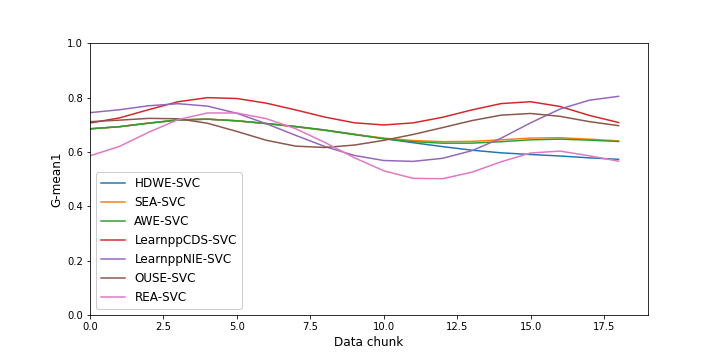 1.0
0.8
0.6
0.4
0.2
0.0
G-mean1
HDWE-SVC
SEA-SVC
AWE-SVC
LearnppCDS-SVC
LearnppNIE-SVC
OUSE-SVC
REA-SVC
0.0 2.5 5.0 7.5 10.0 12.5 15.0 17.5
Data chunk